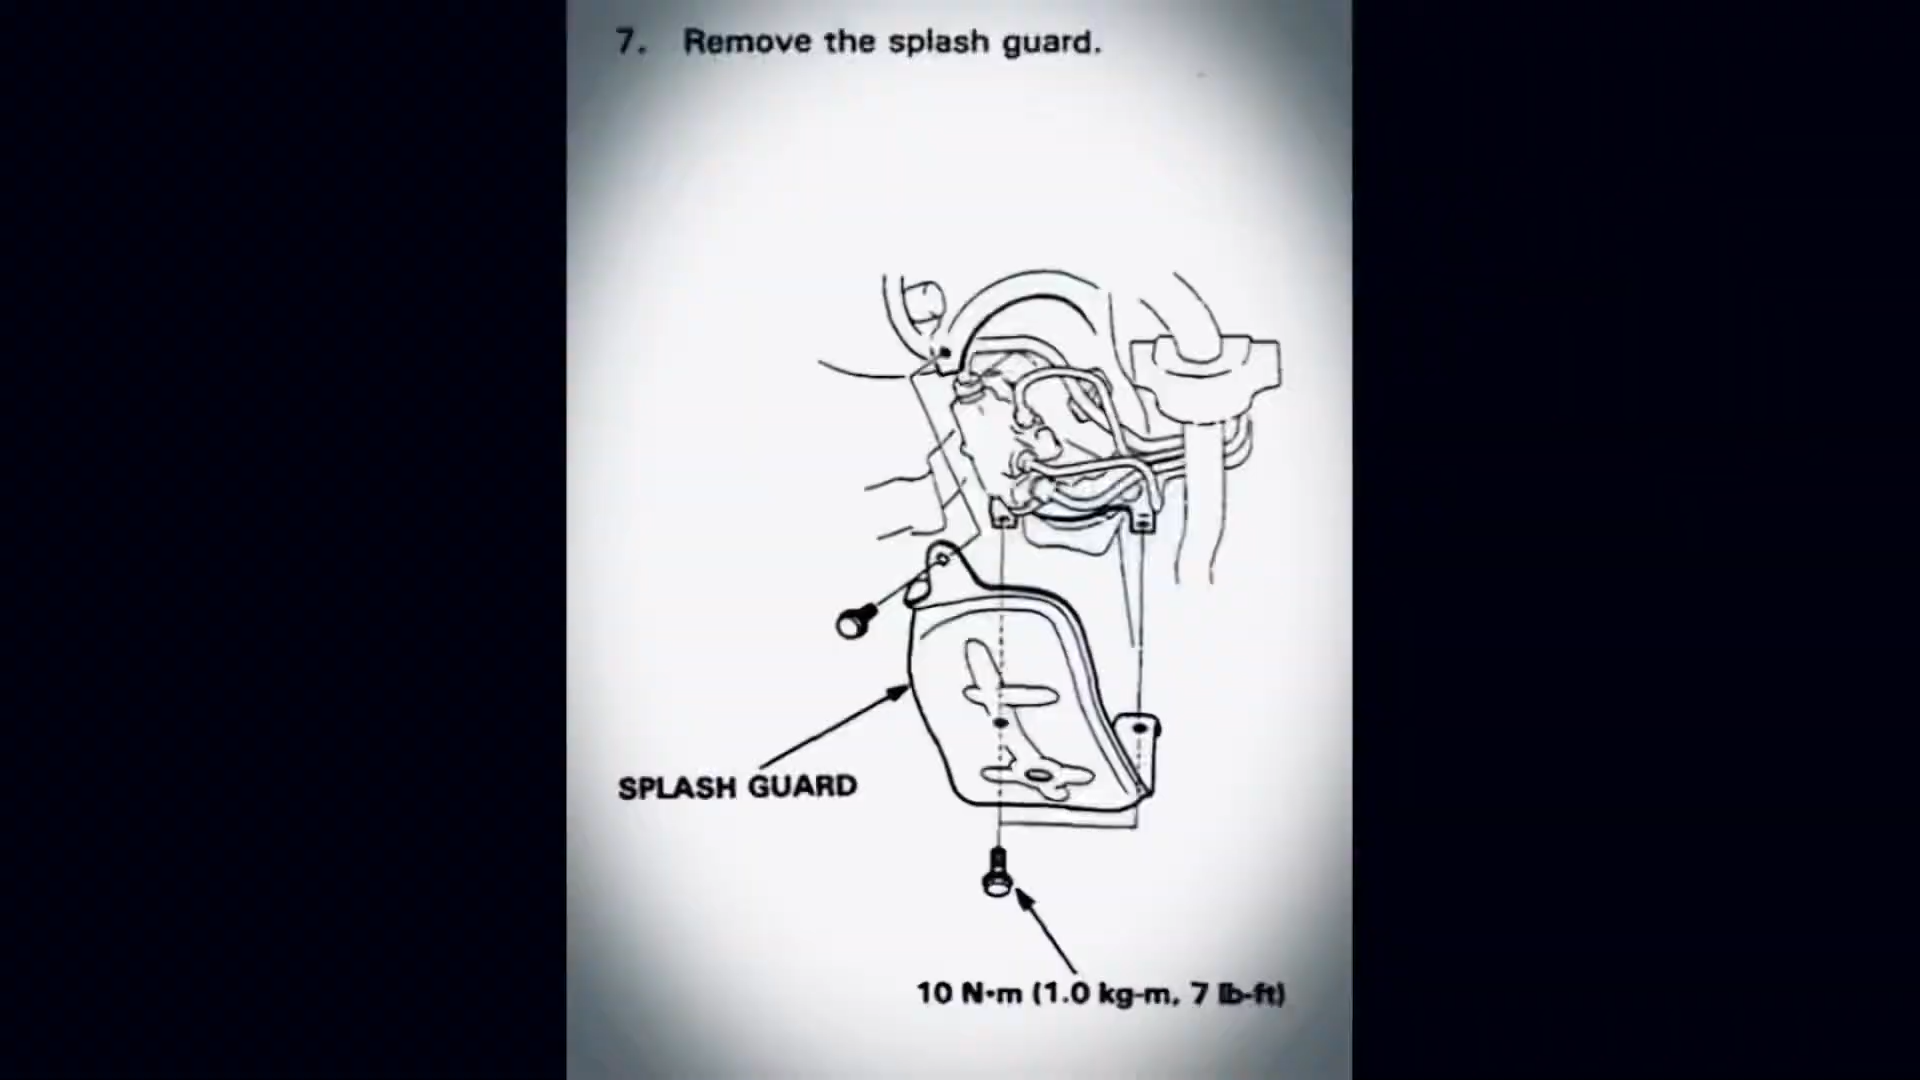 7. Remove the splash guard.
SPLASH GUARD
10 N·m (1.0 kg-m, 7 lb-ft)